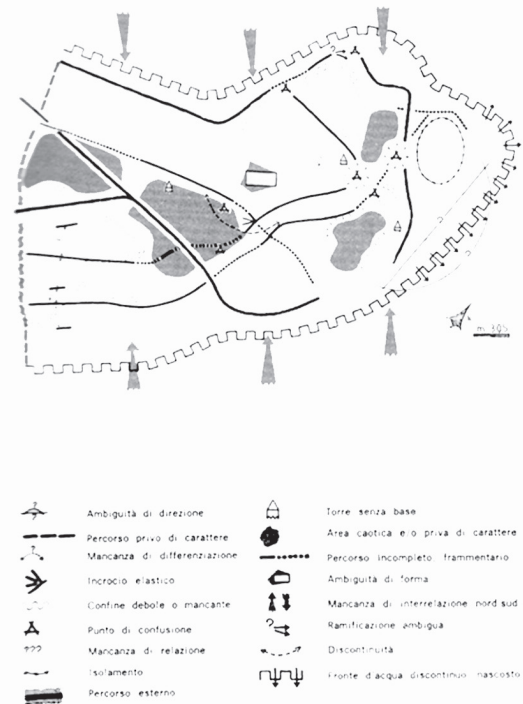 m 305
Ambiguità di direzione
Percorso privo di carattere
Mancanza di differenziazione
Incrocio elastico
Confine debole o mancante
Punto di confusione
??? Mancanza di relazione
Isolamento
Percorso esterno
Torre senza base
Area caotica e/o priva di carattere
Percorso incompleto frammentario
Ambiguità di forma
Mancanza di interrelazione nord sud
Ramificazione ambigua
Discontinuità
Fronte d'acqua discontinuo nascosto